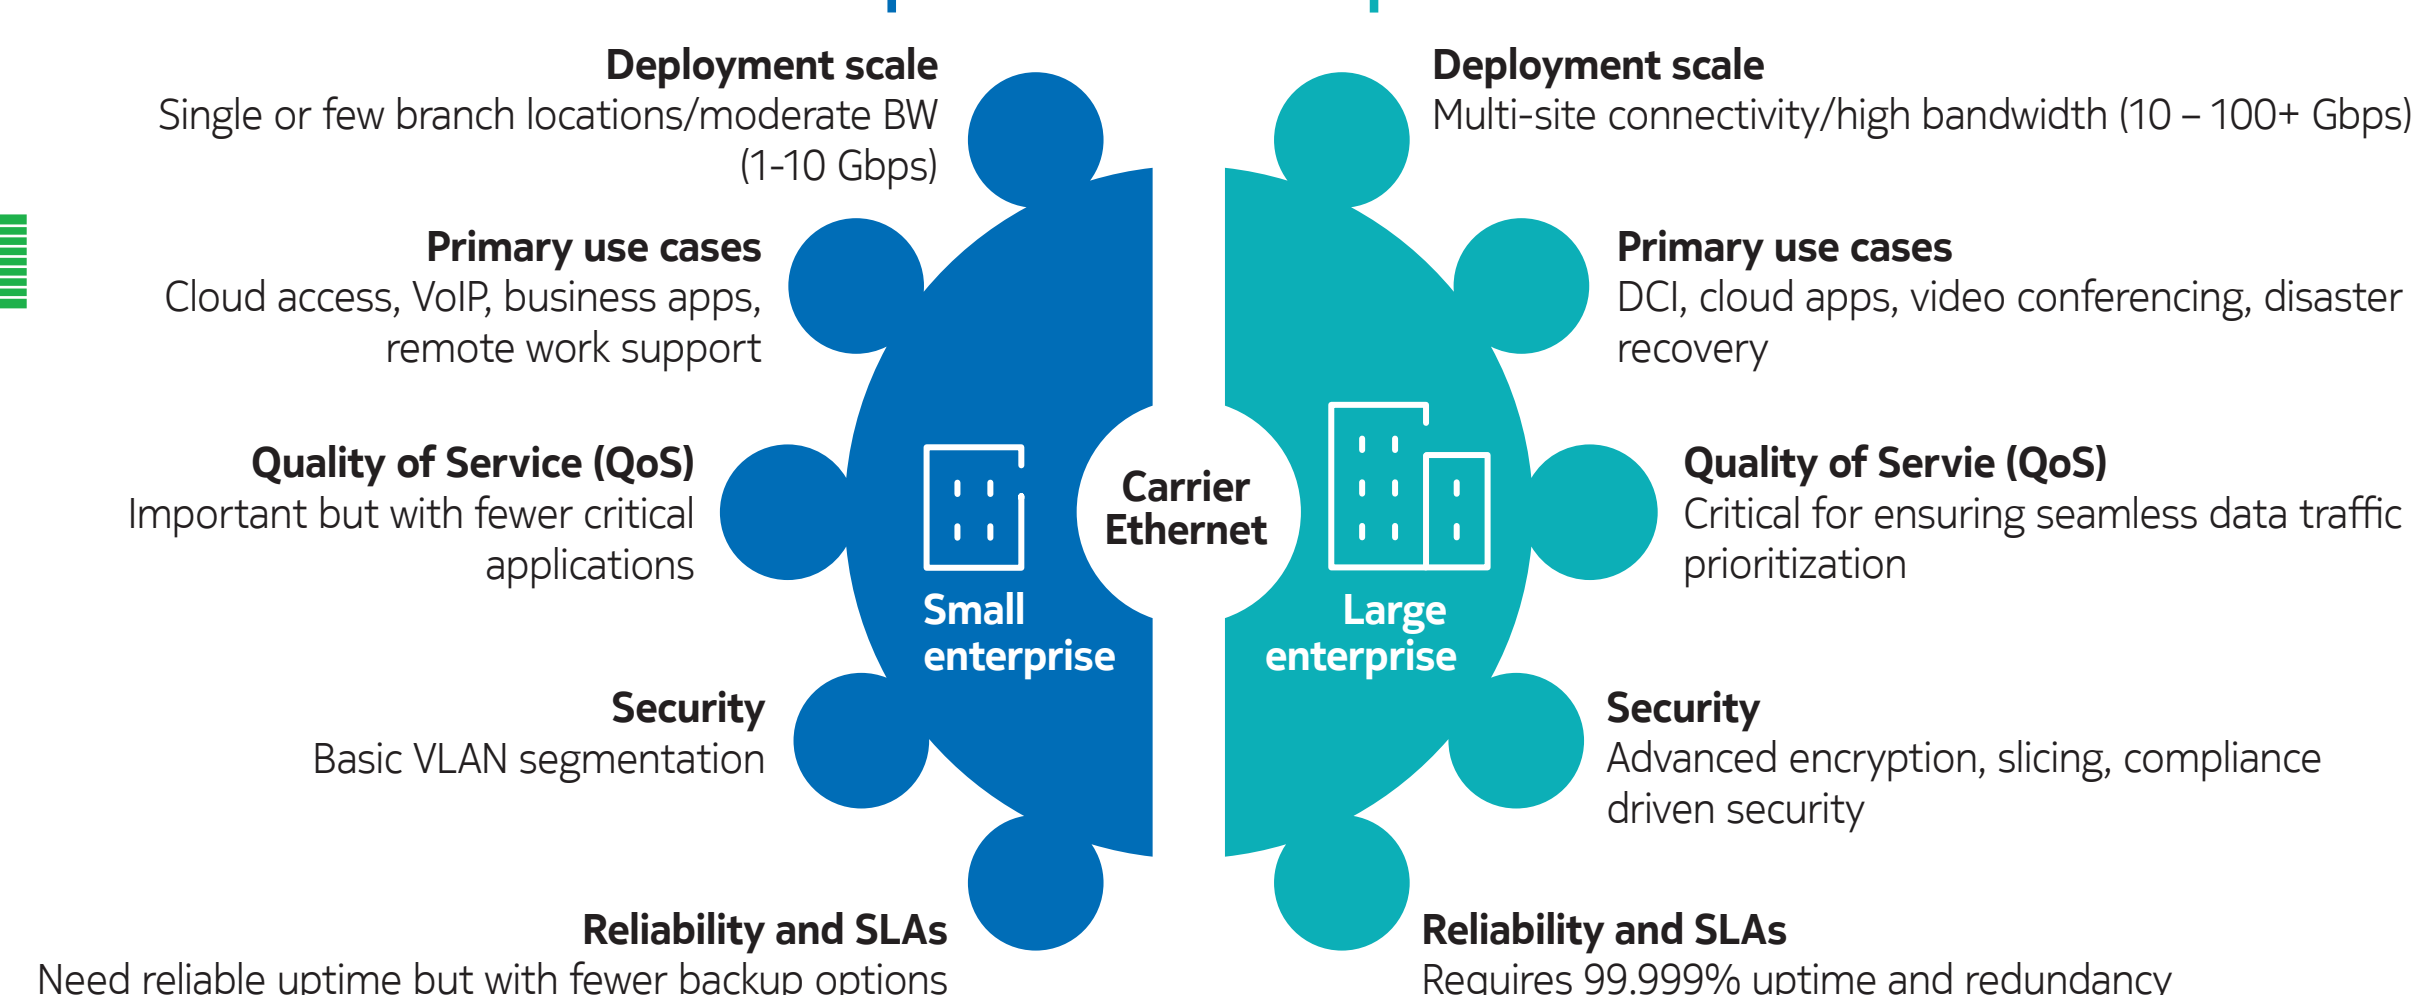 Deployment scale
Single or few branch locations/moderate BW
(1-10 Gbps)
Primary use cases
Cloud access, VoIP, business apps,
remote work support
Quality of Service (QoS)
Important but with fewer critical
applications
Security
Basic VLAN segmentation
Reliability and SLAs
Need reliable uptime but with fewer backup options
Small
enterprise
Carrier
Ethernet
Large
enterprise
Deployment scale
Multi-site connectivity/high bandwidth (10 – 100+ Gbps)
Primary use cases
DCI, cloud apps, video conferencing, disaster
recovery
Quality of Servie (QoS)
Critical for ensuring seamless data traffic
prioritization
Security
Advanced encryption, slicing, compliance
driven security
Reliability and SLAs
Requires 99.999% uptime and redundancy